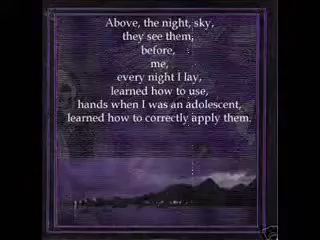 Above, the night, sky,
they see them,
before,
me,
every night I lay,
learned how to use,
hands when I was an adolescent,
learned how to correctly apply them.